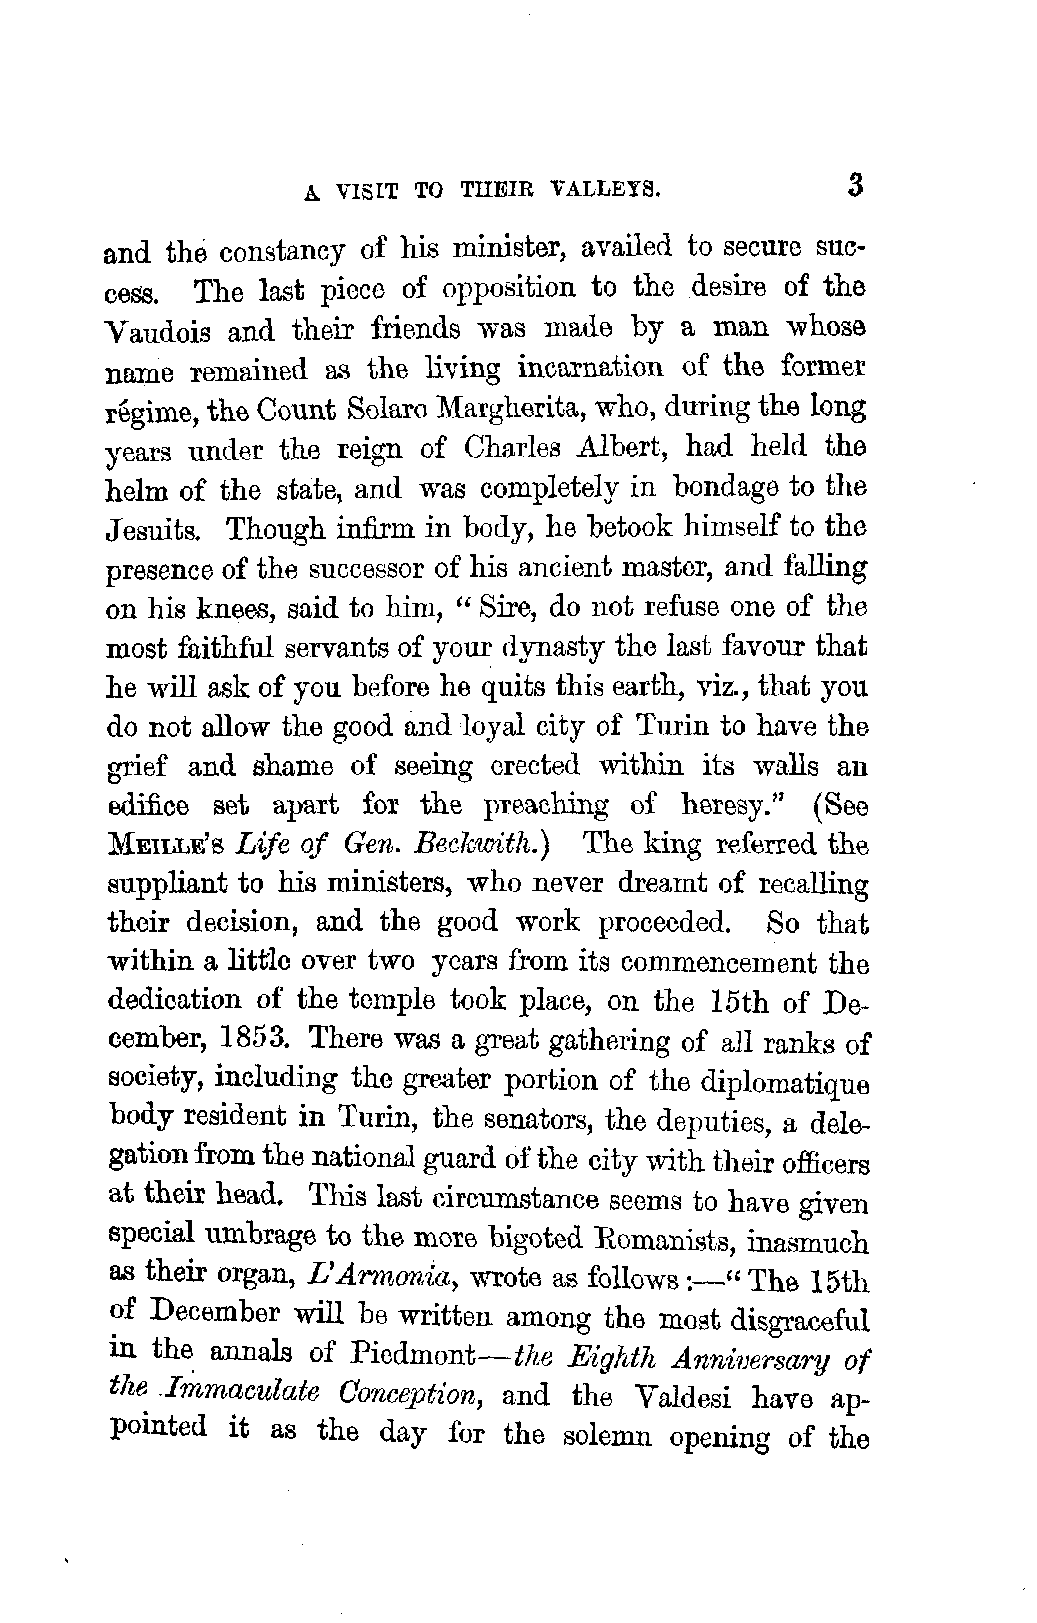 A VISIT TO THEIR VALLEYS. 3
and the constancy of his minister, availed to secure suc-
cess. The last piece of opposition to the desire of the
Vaudois and their friends was made by a man whose
name remained as the living incarnation of the former
régime, the Count Solaro Margherita, who, during the long
years under the reign of Charles Albert, had held the
helm of the state, and was completely in bondage to the
Jesuits. Though infirm in body, he betook himself to the
presence of the successor of his ancient master, and falling
on his knees, said to him, “ Sire, do not refuse one of the
most faithful servants of your dynasty the last favour that
he will ask of you before he quits this earth, viz., that you
do not allow the good and loyal city of Turin to have the
grief and shame of seeing erected within its walls an
edifice set apart for the preaching of heresy.” (See
MEILLE’S Life of Gen. Beckwith.) The king referred the
suppliant to his ministers, who never dreamt of recalling
their decision, and the good work proceeded. So that
within a little over two years from its commencement the
dedication of the temple took place, on the 15th of De-
cember, 1853. There was a great gathering of all ranks of
society, including the greater portion of the diplomatique
body resident in Turin, the senators, the deputies, a dele-
gation from the national guard of the city with their officers
at their head. This last circumstance seems to have given
special umbrage to the more bigoted Romanists, inasmuch
as their organ, L’Armonia, wrote as follows :—“ The 15th
of December will be written among the most disgraceful
in the annals of Piedmont—the Eighth Anniversary of
the Immaculate Conception, and the Valdesi have ap-
pointed it as the day for the solemn opening of the